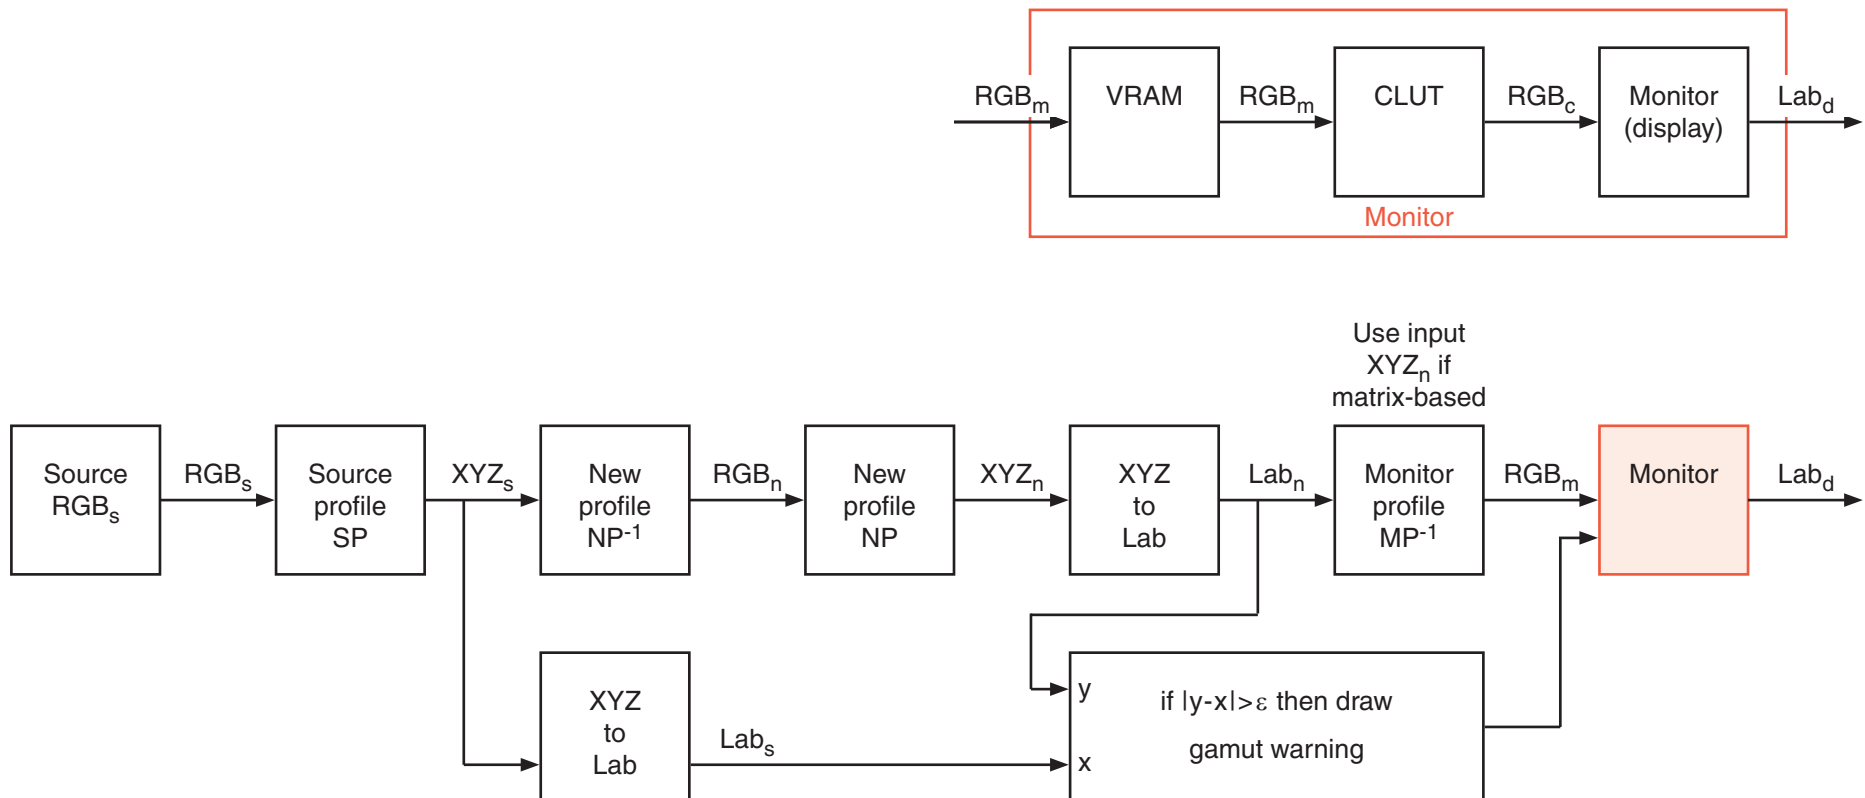 RGBm
VRAM
RGBm
CLUT
RGBc
Monitor
(display)
Labd
Monitor
Use input
XYZn if
matrix-based
Source
RGBs
RGBs
Source
profile
SP
XYZs
New
profile
NP-1
RGBn
New
profile
NP
XYZn
XYZ
to
Lab
Labn
Monitor
profile
MP-1
RGBm
Monitor
Labd
XYZ
to
Lab
Labs
y
x
if |y-x|>ε then draw
gamut warning